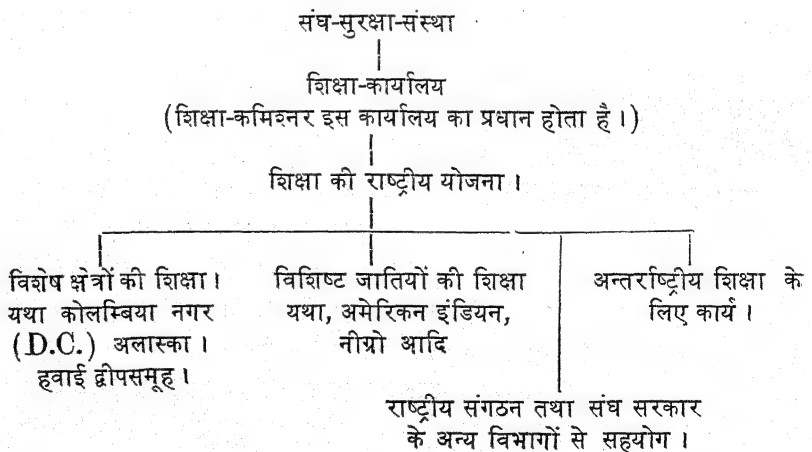 संघ-सुरक्षा-संस्था
शिक्षा-कार्यालय
(शिक्षा-कमिश्नर इस कार्यालय का प्रधान होता है।)
शिक्षा की राष्ट्रीय योजना ।
विशेष क्षेत्रों की शिक्षा।
यथा कोलम्बिया नगर
(D.C.) अलास्का ।
हवाई द्वीपसमूह ।
विशिष्ट जातियों की शिक्षा
यथा, अमेरिकन इंडियन,
नीग्रो आदि
अन्तर्राष्ट्रीय शिक्षा के
लिए कार्य ।
राष्ट्रीय संगठन तथा संघ सरकार
के अन्य विभागों से सहयोग ।